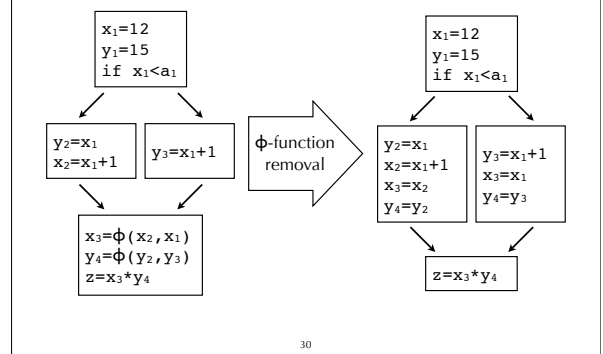 x₁=12
y₁=15
if x₁<a₁
y₂=x₁
x₂=x₁+1
y₃=x₁+1
x₃=ϕ(x₂,x₁)
y₄=ϕ(y₂,y₃)
z=x₃*y₄
ϕ-function
removal
x₁=12
y₁=15
if x₁<a₁
y₂=x₁
x₂=x₁+1
x₃=x₂
y₄=y₂
y₃=x₁+1
x₃=x₁
y₄=y₃
z=x₃*y₄
30